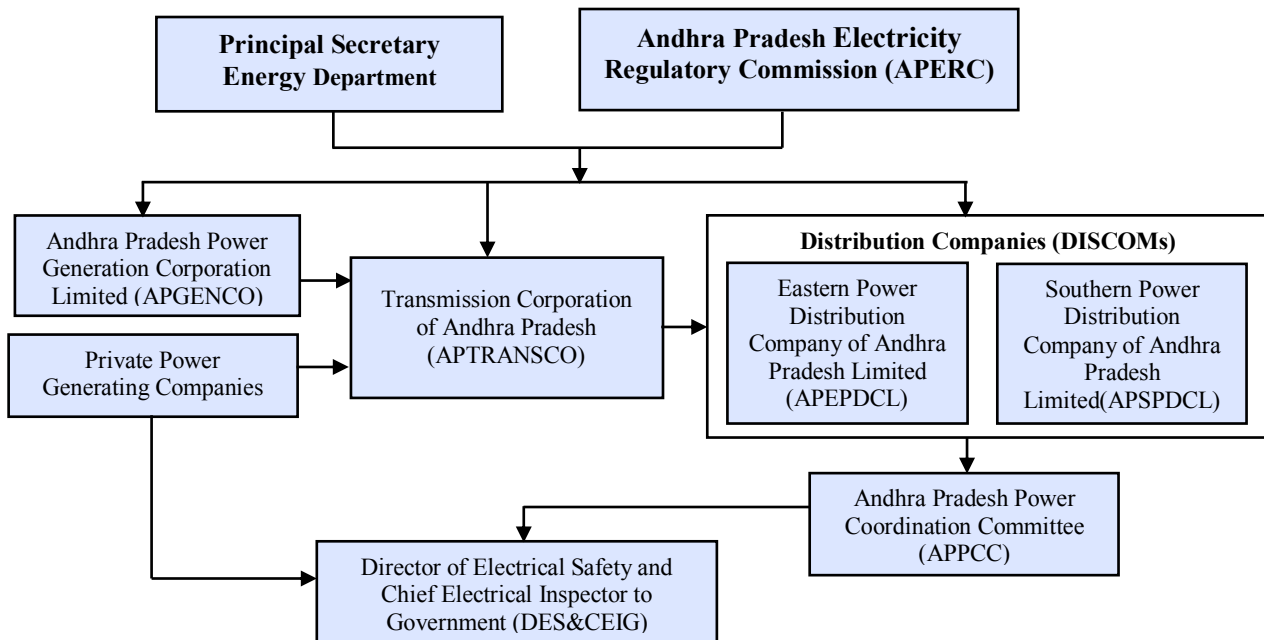 Principal Secretary
Energy Department
Andhra Pradesh Electricity
Regulatory Commission (APERC)
Andhra Pradesh Power
Generation Corporation
Limited (APGENCO)
Private Power
Generating Companies
Transmission Corporation
of Andhra Pradesh
(APTRANSCO)
Distribution Companies (DISCOMs)
Eastern Power
Distribution
Company of Andhra
Pradesh Limited
(APEPDCL)
Southern Power
Distribution
Company of Andhra
Pradesh
Limited(APSPDCL)
Andhra Pradesh Power
Coordination Committee
(APPCC)
Director of Electrical Safety and
Chief Electrical Inspector to
Government (DES&CEIG)